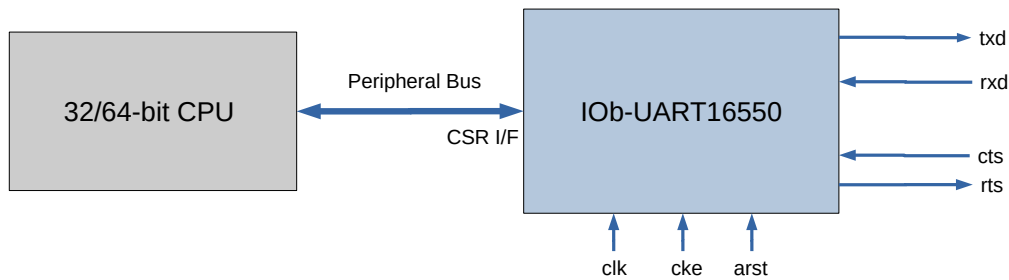 txd
Peripheral Bus
rxd
32/64-bit CPU
IOb-UART16550
CSR I/F
cts
rts
clk
cke
arst